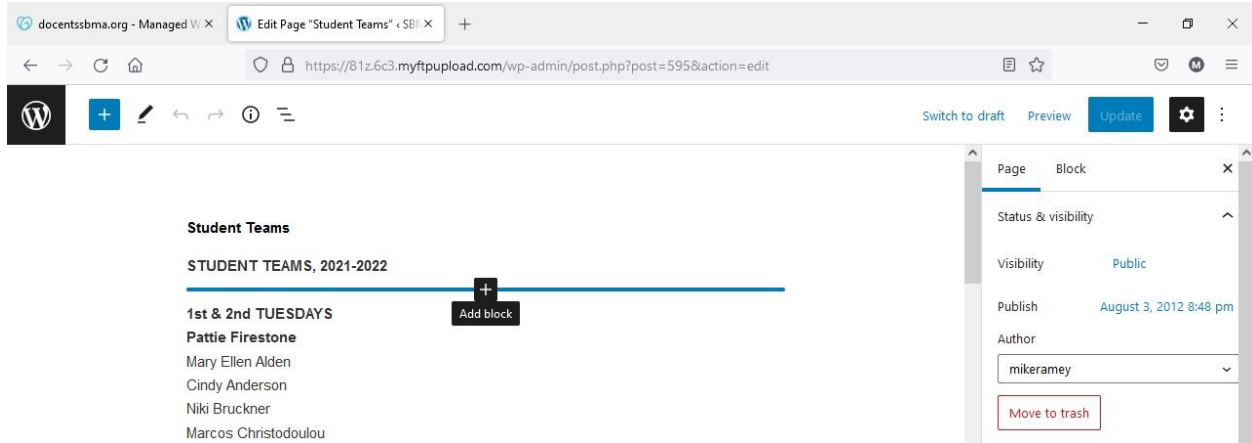 docentssbma.org - Managed W
Edit Page "Student Teams" ‹ SBM
https://81z.6c3.myftpupload.com/wp-admin/post.php?post=595&action=edit
M
Switch to draft Preview Update
Page Block
Student Teams
Status & visibility
STUDENT TEAMS, 2021-2022
Visibility Public
Add block
1st & 2nd TUESDAYS
Publish August 3, 2012 8:48 pm
Pattie Firestone
Author
Mary Ellen Alden
mikeramey
Cindy Anderson
Niki Bruckner
Move to trash
Marcos Christodoulou